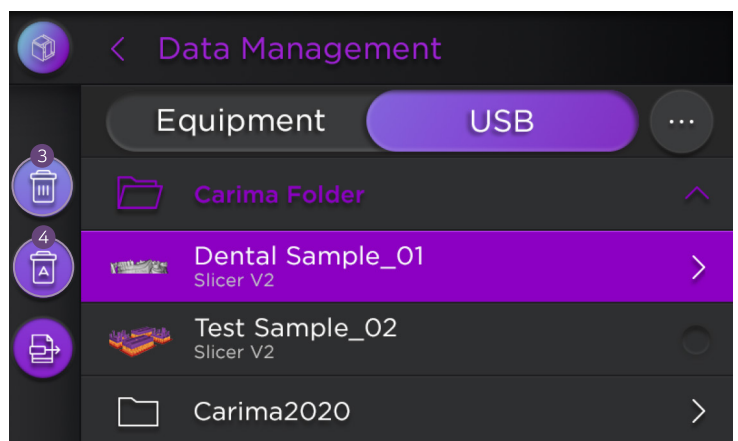 Data Management
Equipment
USB
...
3
Carima Folder
Dental Sample_01
Slicer V2
4
A
Test Sample_02
Slicer V2
Carima2020